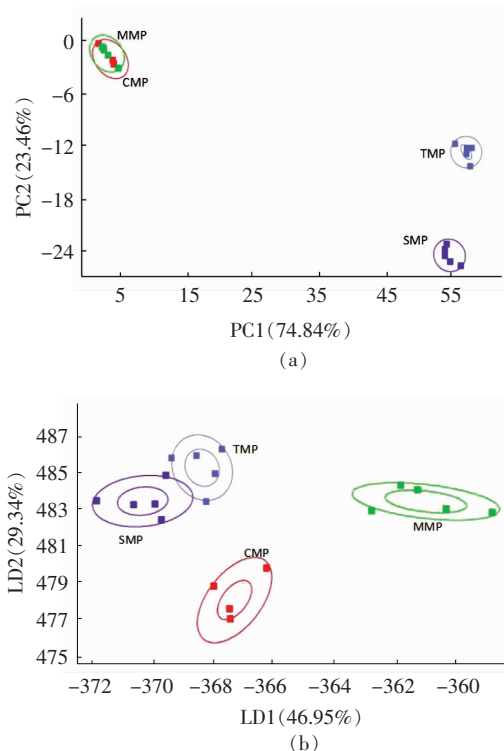 0
−6
−12
−18
−24
PC2(23.46%)
MMP
CMP
TMP
SMP
5 15 25 35 45 55
PC1(74.84%)
(a)
487
485
483
481
479
477
475
LD2(29.34%)
TMP
SMP
CMP
MMP
−372 −370 −368 −366 −364 −362 −360
LD1(46.95%)
(b)